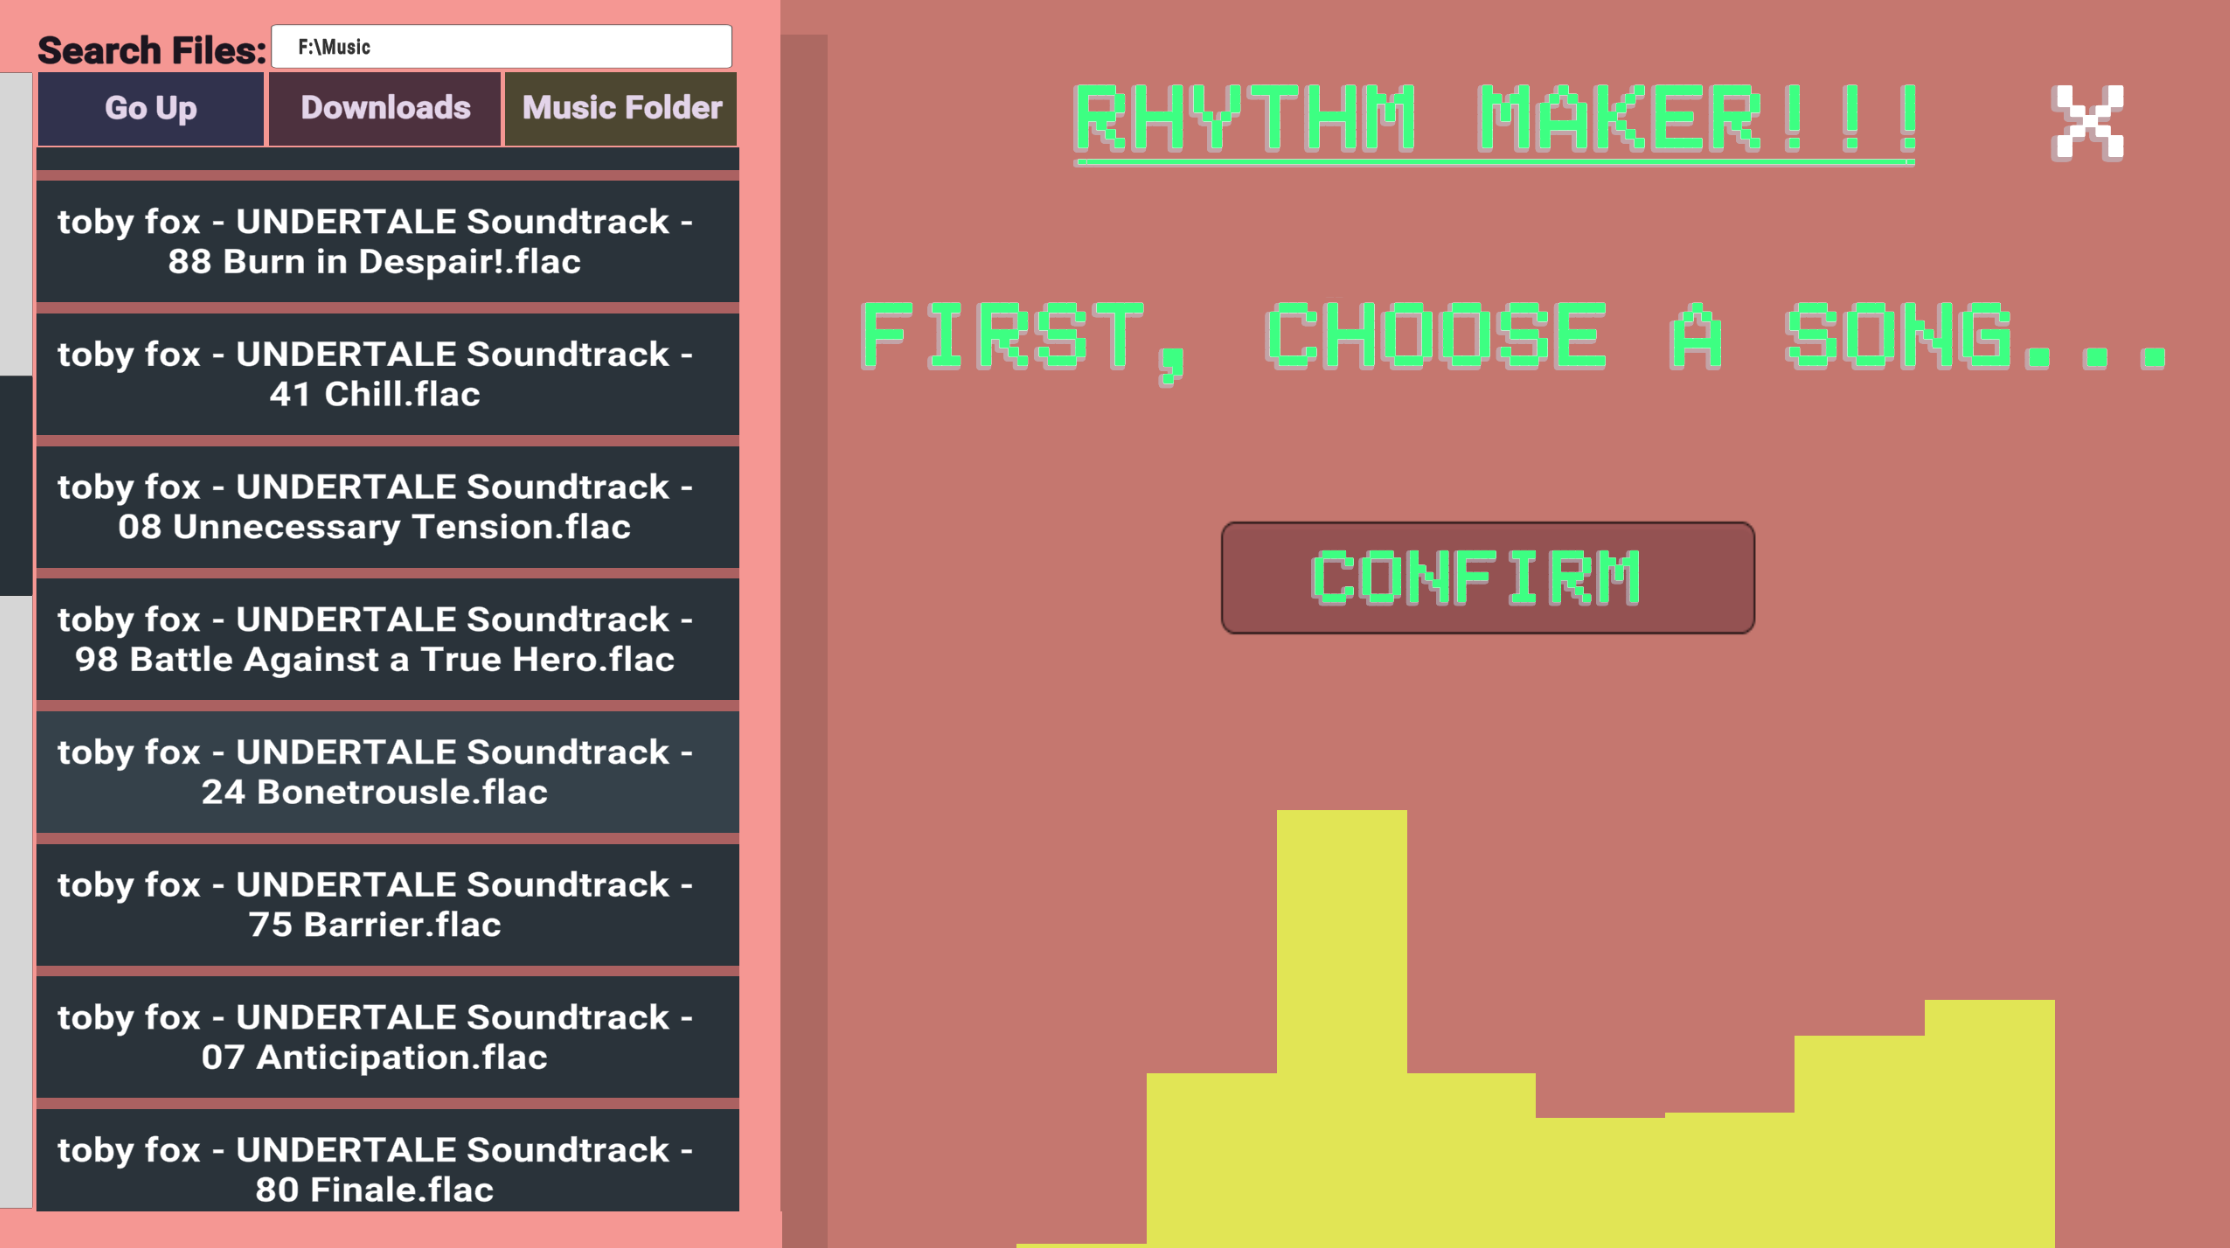 Search Files: F:\Music
Go Up Downloads Music Folder
toby fox - UNDERTALE Soundtrack -
88 Burn in Despair!.flac
toby fox - UNDERTALE Soundtrack -
41 Chill.flac
toby fox - UNDERTALE Soundtrack -
08 Unnecessary Tension.flac
toby fox - UNDERTALE Soundtrack -
98 Battle Against a True Hero.flac
toby fox - UNDERTALE Soundtrack -
24 Bonetrousle.flac
toby fox - UNDERTALE Soundtrack -
75 Barrier.flac
toby fox - UNDERTALE Soundtrack -
07 Anticipation.flac
toby fox - UNDERTALE Soundtrack -
80 Finale.flac
RHYTHM MAKER!!!
X
FIRST, CHOOSE A SONG...
CONFIRM